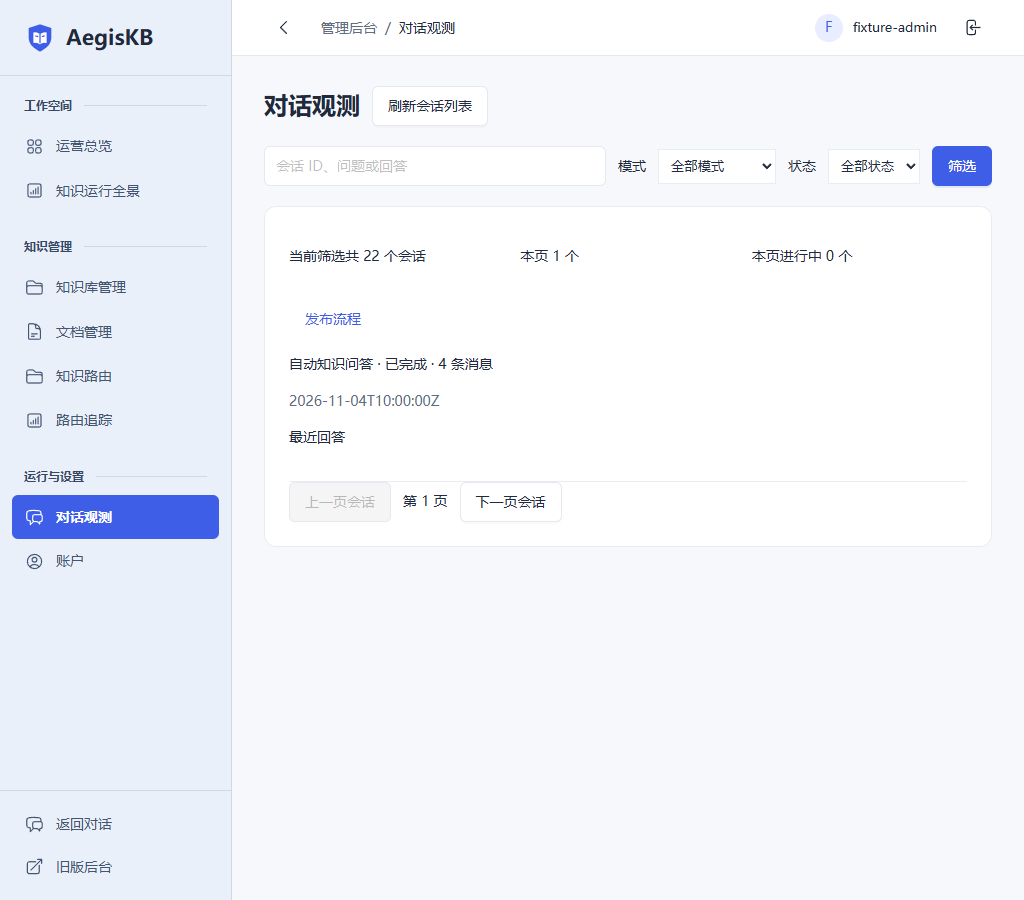 AegisKB
工作空间
运营总览
知识运行全景
知识管理
知识库管理
文档管理
知识路由
路由追踪
运行与设置
对话观测
账户
返回对话
旧版后台
管理后台 / 对话观测
F fixture-admin
对话观测 刷新会话列表
会话 ID、问题或回答 模式 全部模式 状态 全部状态 筛选
当前筛选共 22 个会话 本页 1 个 本页进行中 0 个
发布流程
自动知识问答 · 已完成 · 4 条消息
2026-11-04T10:00:00Z
最近回答
上一页会话 第 1 页 下一页会话